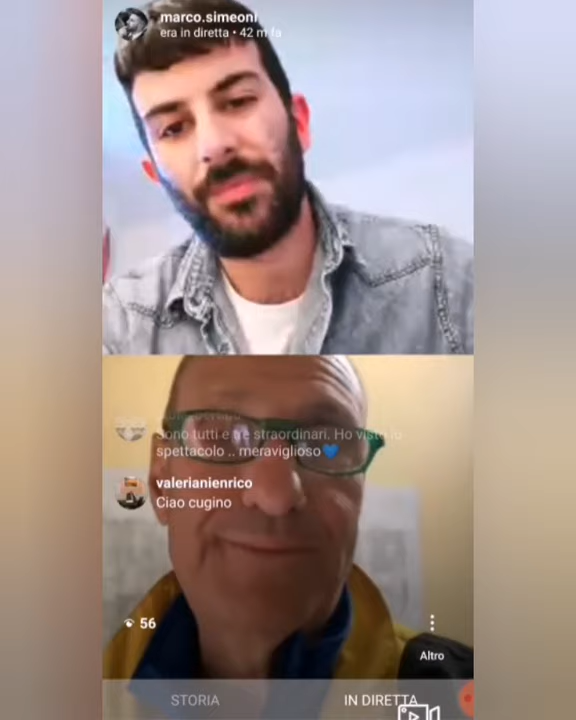 marco.simeoni
era in diretta • 42 m fa
Sono tutti e tre straordinari. Ho visto lo
spettacolo .. meraviglioso💙
valerianienrico
Ciao cugino
56
Altro
STORIA
IN DIRETTA